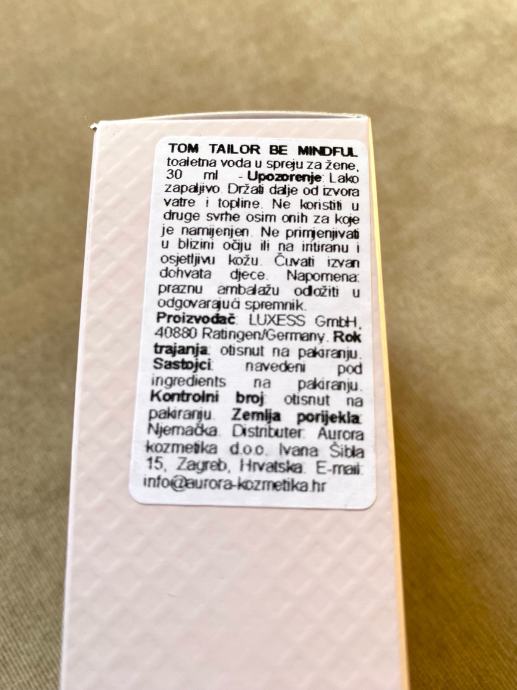 TOM TAILOR BE MINDFUL
toaletna voda u spreju za žene,
30 ml - Upozorenje: Lako
zapaljivo. Držati dalje od izvora
vatre i topline. Ne koristiti u
druge svrhe osim onih za koje
je namijenjen. Ne primjenjivati
u blizini očiju ili na iritiranu i
osjetljivu kožu. Čuvati izvan
dohvata djece. Napomena:
praznu ambalažu odložiti u
odgovarajući spremnik.
Proizvođač: LUXESS GmbH,
40880 Ratingen/Germany. Rok
trajanja: otisnut na pakiranju.
Sastojci: navedeni pod
ingredients na pakiranju.
Kontrolni broj: otisnut na
pakiranju. Zemlja porijekla:
Njemačka. Distributer: Aurora
kozmetika d.o.o. Ivana Šibla
15, Zagreb, Hrvatska. E-mail:
info@aurora-kozmetika.hr